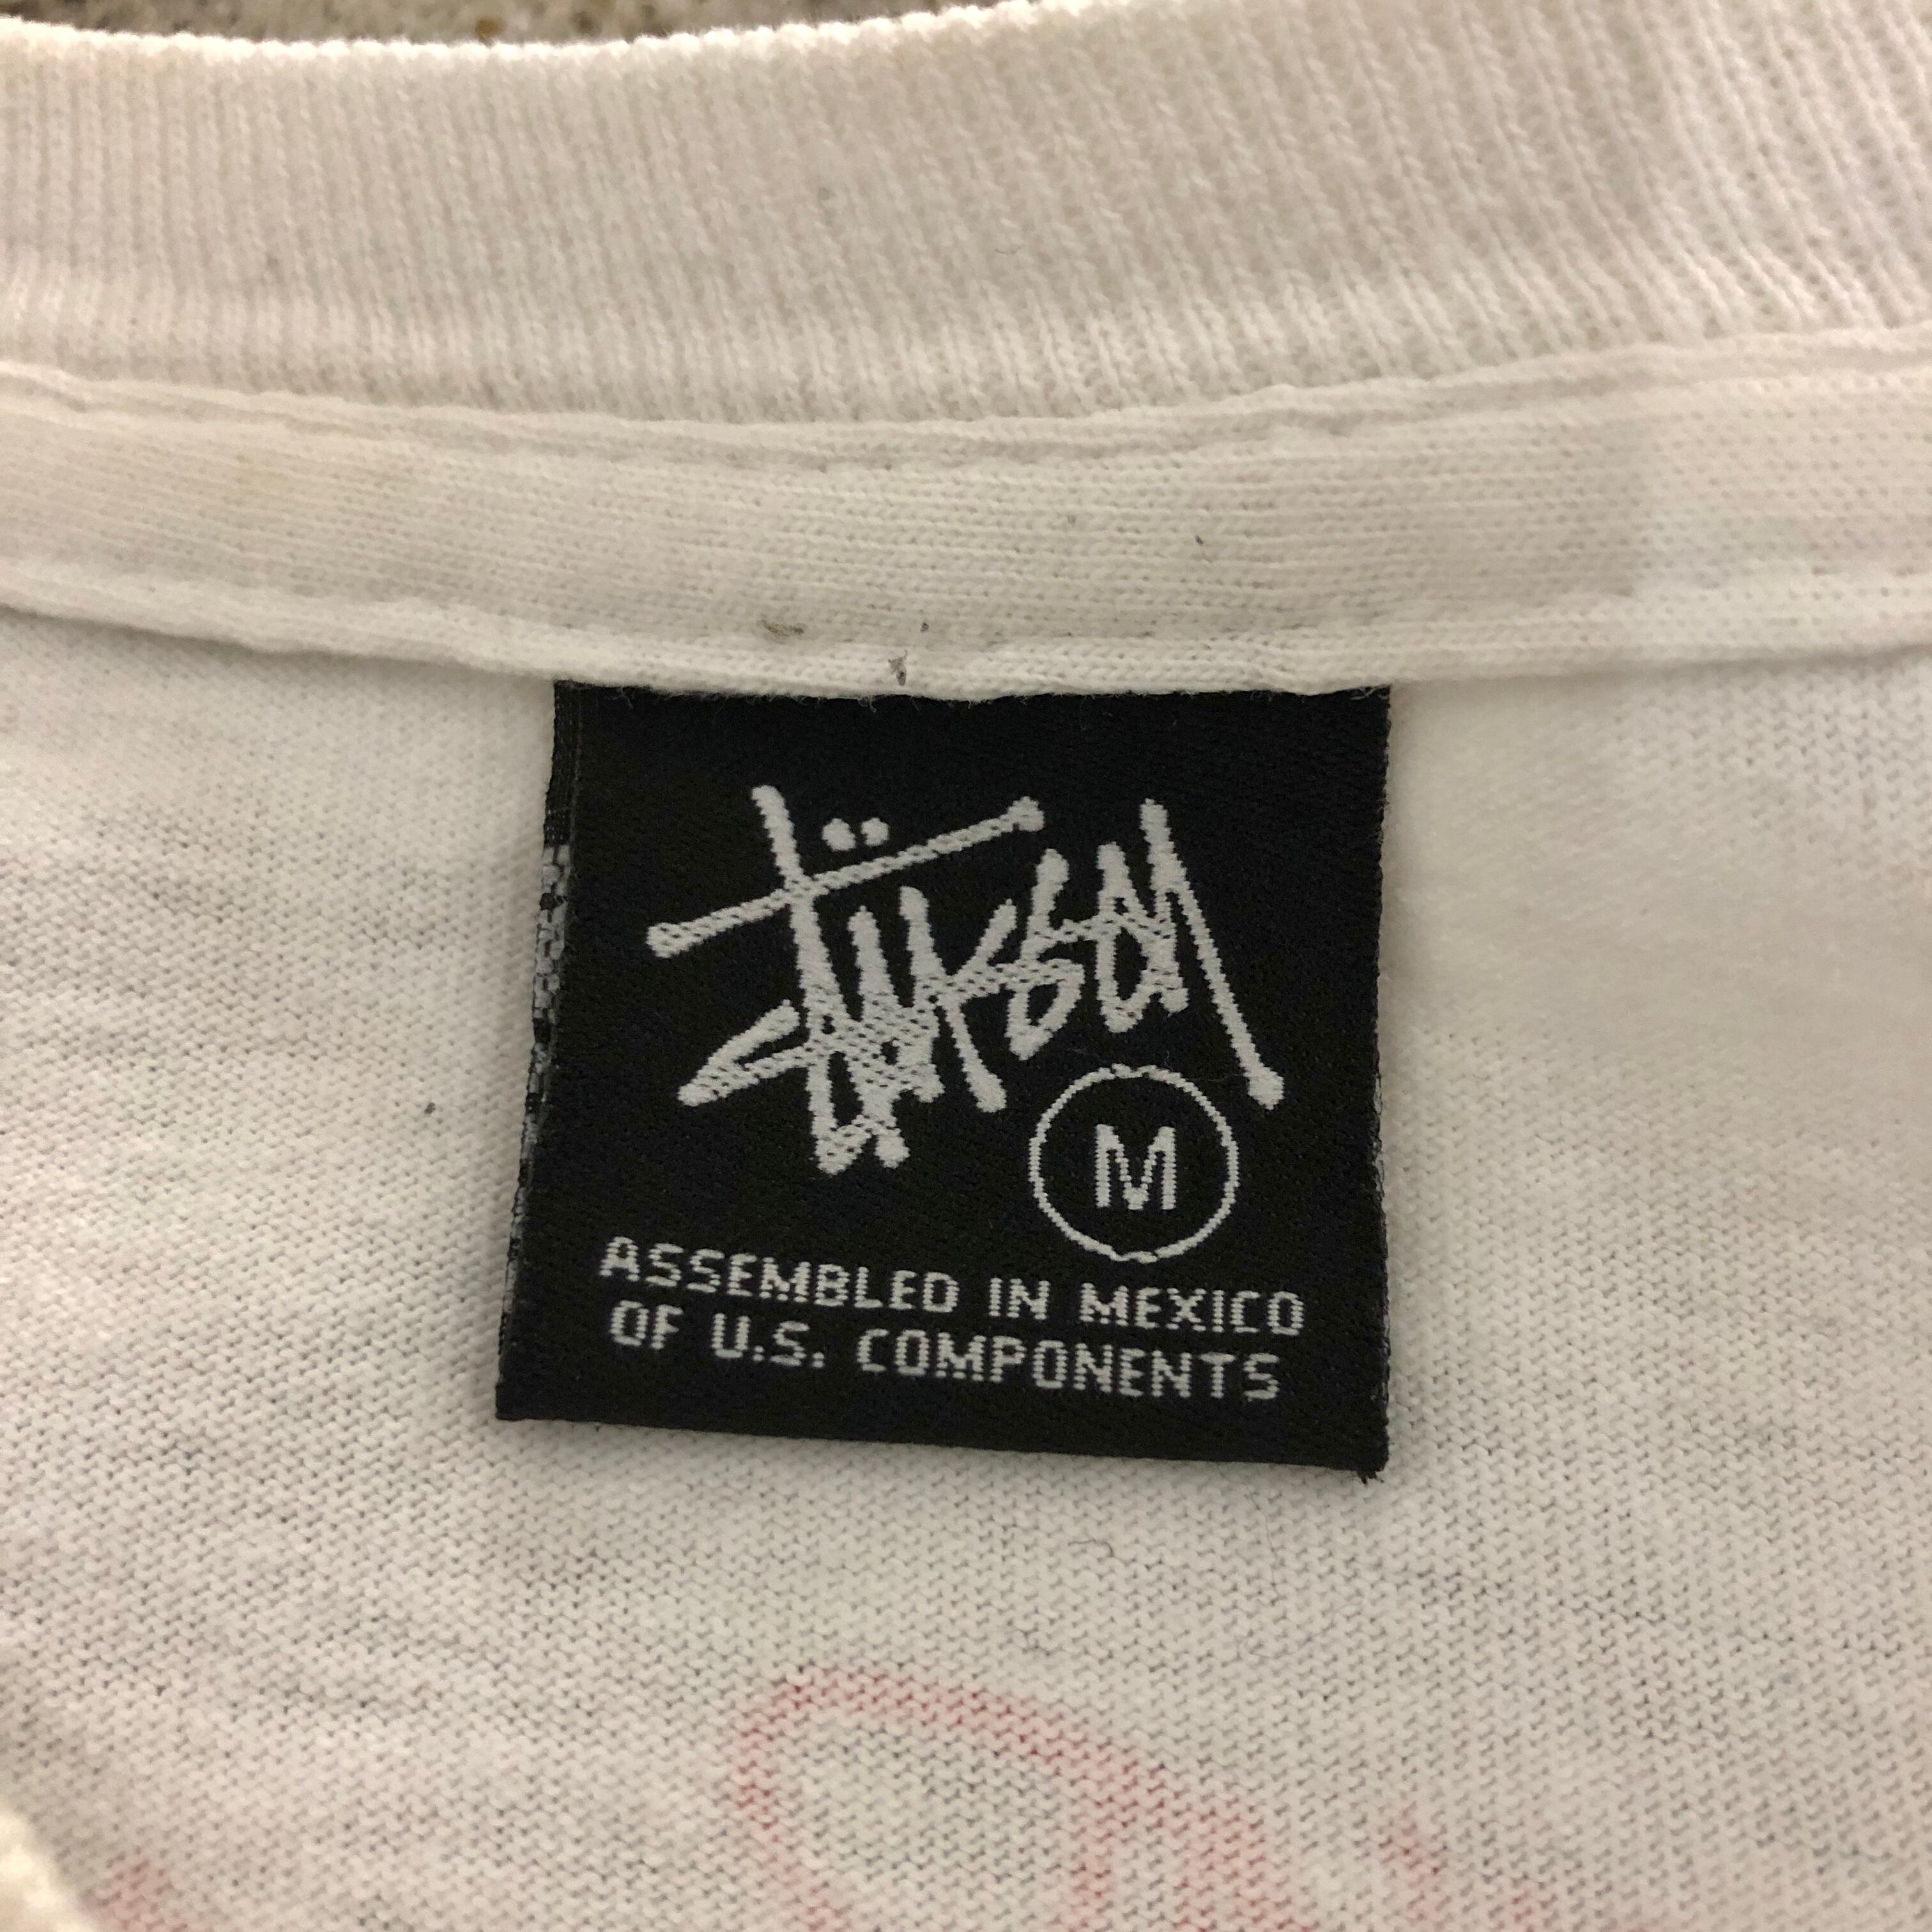 Stüssy
M
ASSEMBLED IN MEXICO
OF U.S. COMPONENTS